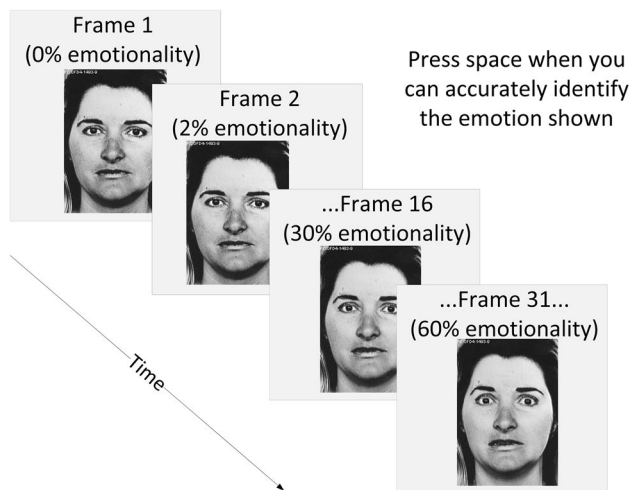 Frame 1
(0% emotionality)
Frame 2
(2% emotionality)
...Frame 16
(30% emotionality)
...Frame 31...
(60% emotionality)
Press space when you
can accurately identify
the emotion shown
Time